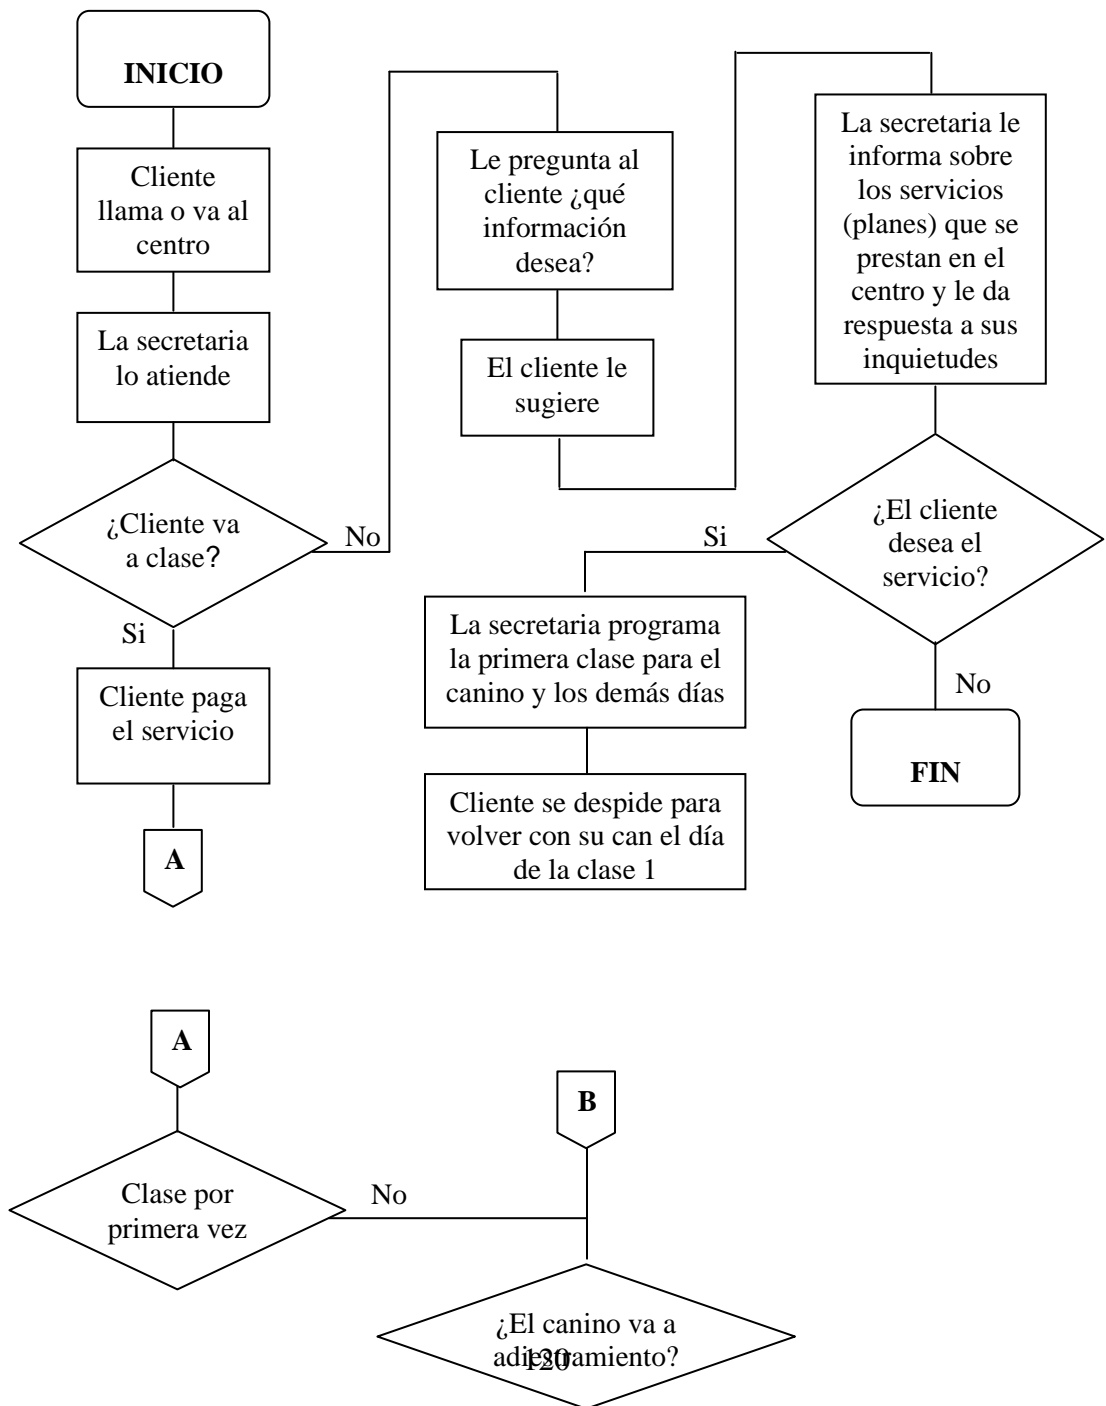 INICIO
Cliente
llama o va al
centro
La secretaria
lo atiende
¿Cliente va
a clase?
No
Si
Cliente paga
el servicio
A
Le pregunta al
cliente ¿qué
información
desea?
El cliente le
sugiere
La secretaria le
informa sobre
los servicios
(planes) que se
prestan en el
centro y le da
respuesta a sus
inquietudes
¿El cliente
desea el
servicio?
Si
No
La secretaria programa
la primera clase para el
canino y los demás días
Cliente se despide para
volver con su can el día
de la clase 1
FIN
A
Clase por
primera vez
No
B
¿El canino va a
adiestramiento?
120